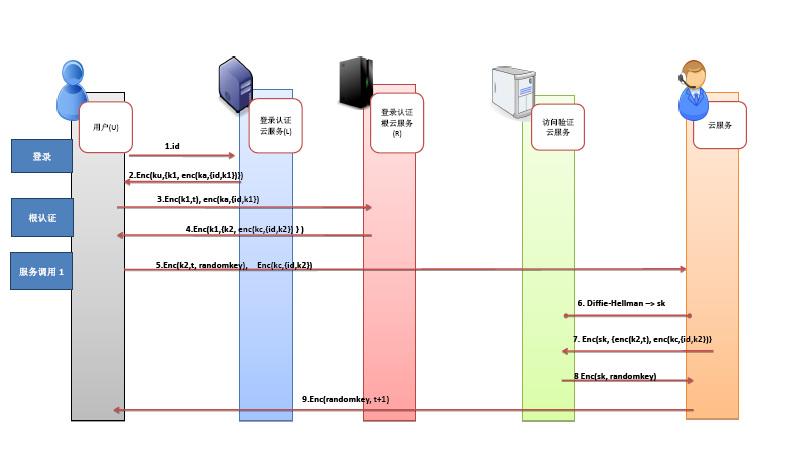 用户(U)
登录认证
云服务(L)
登录认证
根云服务
(R)
访问验证
云服务
云服务
登录
1.id
2.Enc(ku,{k1, enc(ka,{id,k1})})
根认证
3.Enc(k1,t), enc(ka,{id,k1})
4.Enc(k1,{k2, enc(kc,{id,k2}) } )
服务调用 1
5.Enc(k2,t, randomkey), Enc(kc,{id,k2})
6. Diffie-Hellman –> sk
7. Enc(sk, {enc(k2,t), enc(kc,{id,k2})}
8 Enc(sk, randomkey)
9.Enc(randomkey, t+1)